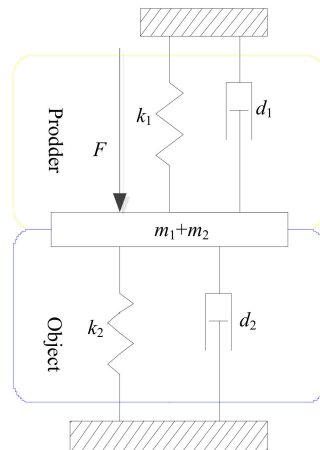 k1
d1
Prodder
F
m1+m2
k2
d2
Object